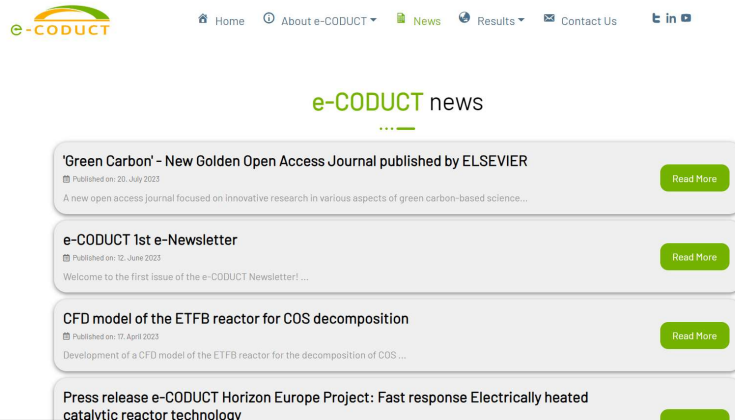 e-CODUCT
Home
About e-CODUCT
News
Results
Contact Us
e-CODUCT news
'Green Carbon' - New Golden Open Access Journal published by ELSEVIER
Published on: 20. July 2023
A new open access journal focused on innovative research in various aspects of green carbon-based science...
Read More
e-CODUCT 1st e-Newsletter
Published on: 12. June 2023
Welcome to the first issue of the e-CODUCT Newsletter! ...
Read More
CFD model of the ETFB reactor for COS decomposition
Published on: 17. April 2023
Development of a CFD model of the ETFB reactor for the decomposition of COS ...
Read More
Press release e-CODUCT Horizon Europe Project: Fast response Electrically heated
catalytic reactor technology